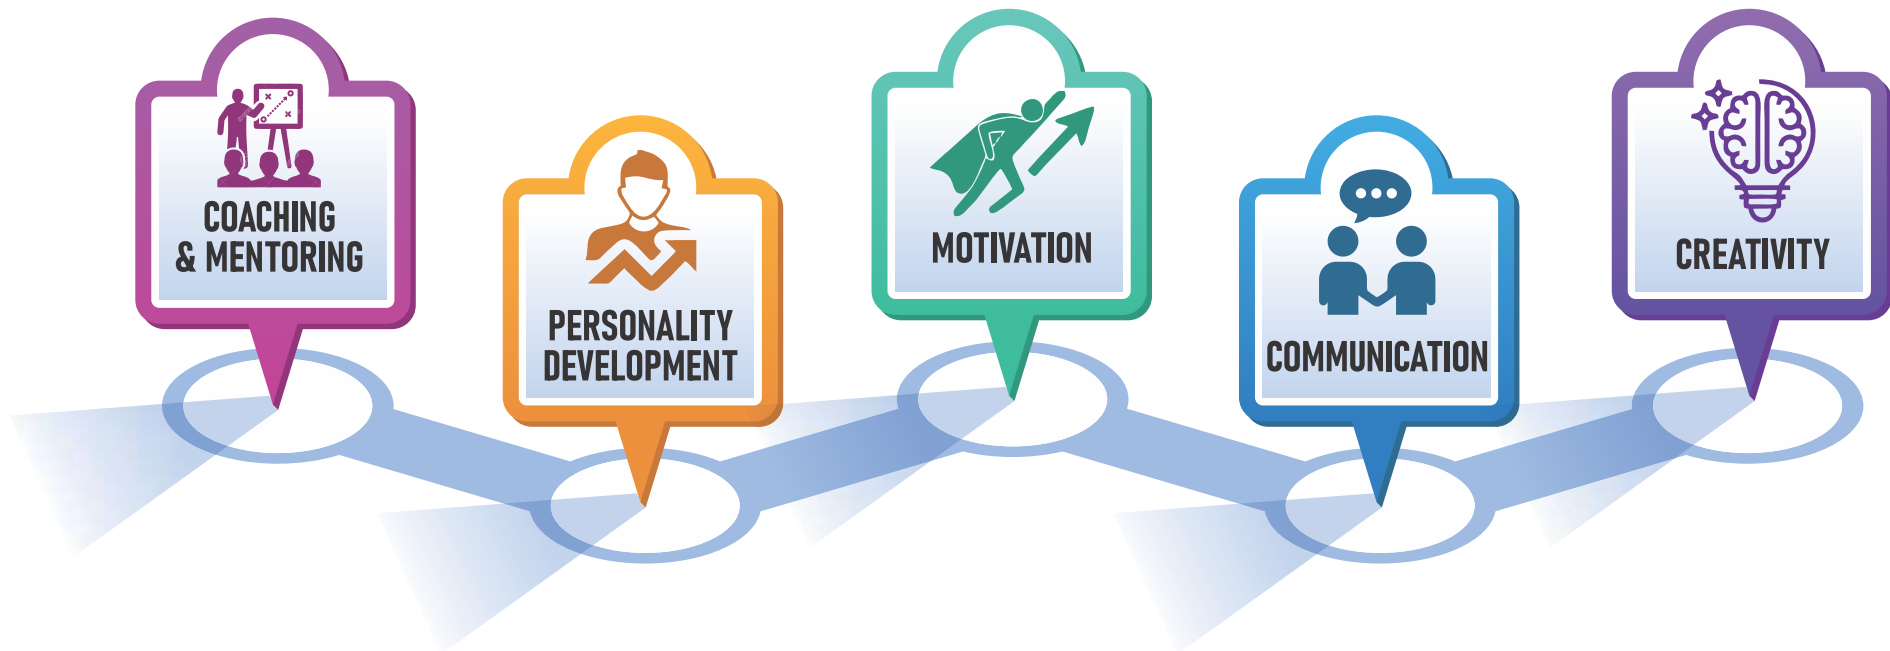 COACHING
& MENTORING
PERSONALITY
DEVELOPMENT
MOTIVATION
COMMUNICATION
CREATIVITY